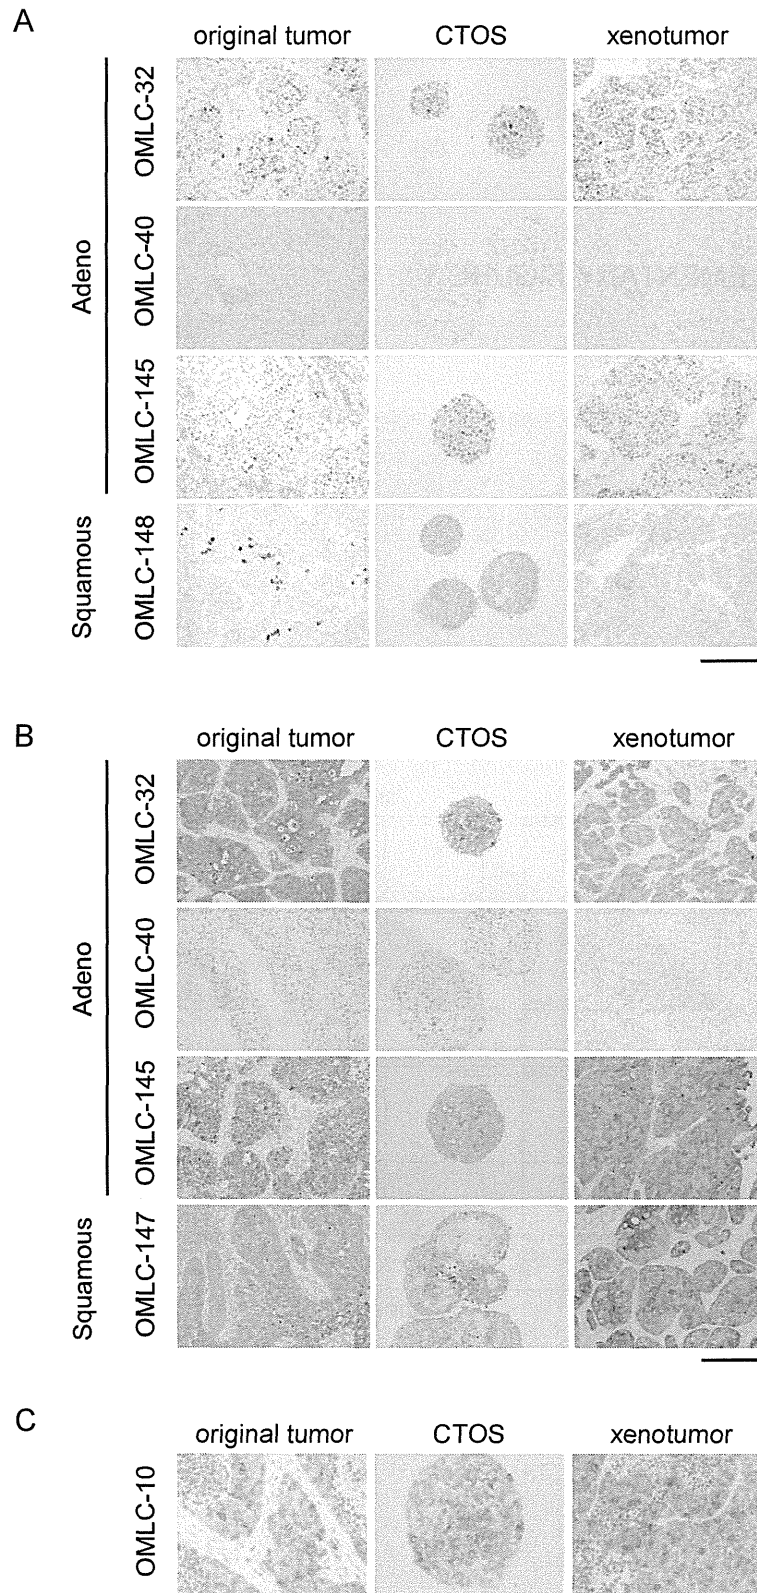 A
original tumor CTOS xenotumor
Adeno
OMLC-32
OMLC-40
OMLC-145
Squamous
OMLC-148
B
original tumor CTOS xenotumor
Adeno
OMLC-32
OMLC-40
OMLC-145
Squamous
OMLC-147
C
original tumor CTOS xenotumor
OMLC-10